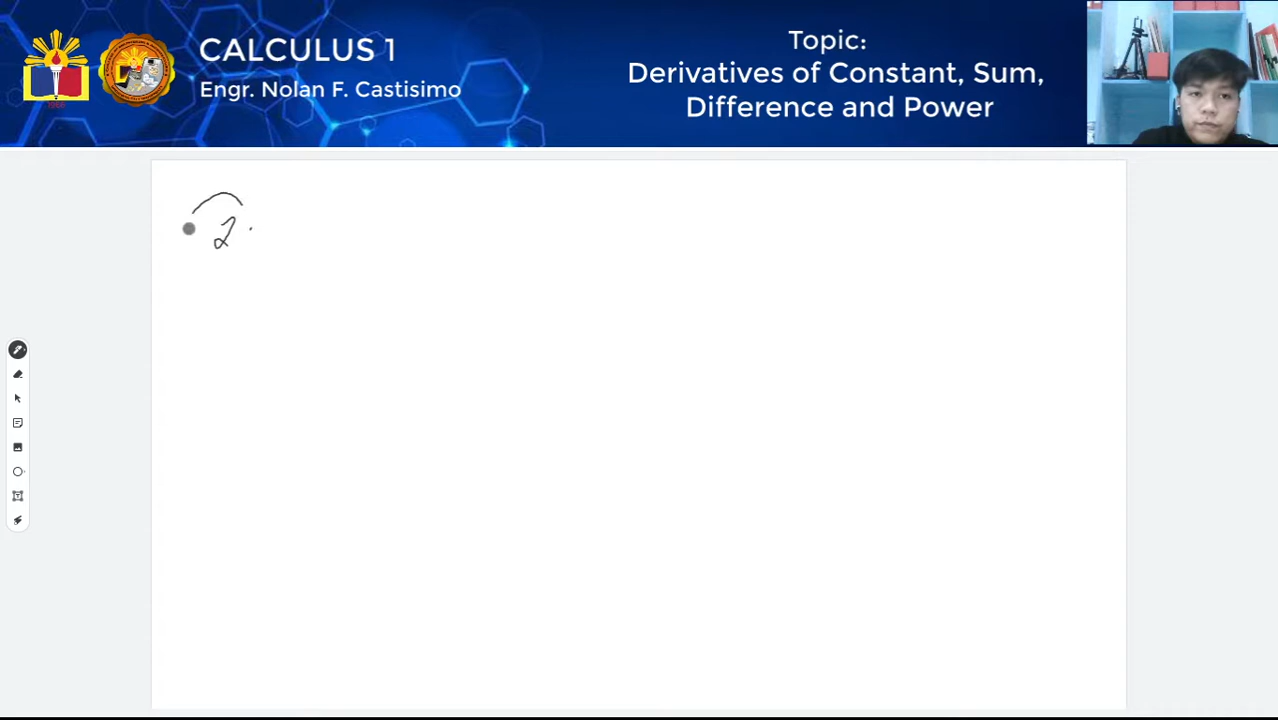 CALCULUS 1
Engr. Nolan F. Castisimo
Topic:
Derivatives of Constant, Sum,
Difference and Power
2.